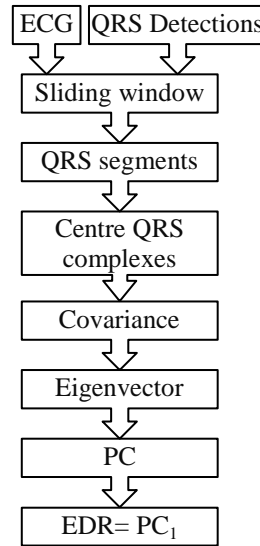 ECG
QRS Detections
Sliding window
QRS segments
Centre QRS
complexes
Covariance
Eigenvector
PC
EDR= PC₁